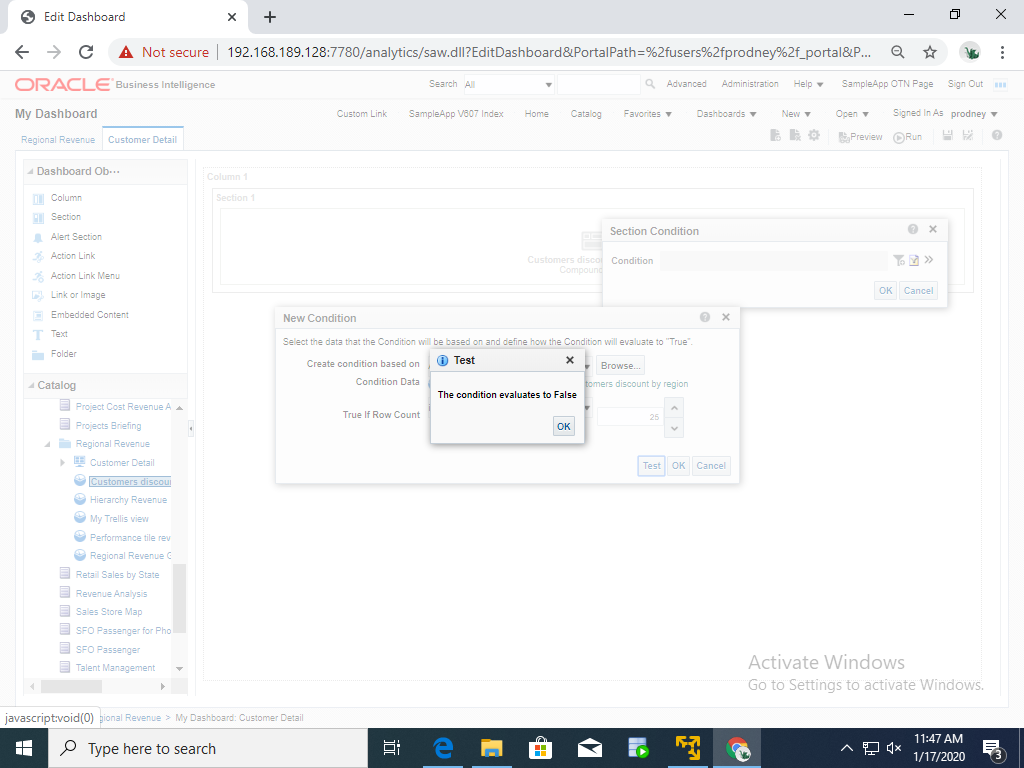 Edit Dashboard
Not secure 192.168.189.128:7780/analytics/saw.dll?EditDashboard&PortalPath=%2fusers%2fprodney%2f_portal&P...
ORACLE Business Intelligence
Search All Advanced Administration Help SampleApp OTN Page Sign Out
My Dashboard
Custom Link SampleApp V607 Index Home Catalog Favorites Dashboards New Open Signed In As prodney
Regional Revenue Customer Detail
Preview Run
Dashboard Ob···
Column
Section
Alert Section
Action Link
Action Link Menu
Link or Image
Embedded Content
Text
Folder
Catalog
Project Cost Revenue A
Projects Briefing
Regional Revenue
Customer Detail
Customers discou
Hierarchy Revenue
My Trellis view
Performance tile rev
Regional Revenue G
Retail Sales by State
Revenue Analysis
Sales Store Map
SFO Passenger for Pho
SFO Passenger
Talent Management
Column 1
Section 1
Customers disco
Compoun
Section Condition
Condition
OK Cancel
New Condition
Select the data that the Condition will be based on and define how the Condition will evaluate to "True".
Create condition based on
Browse...
Condition Data
tomers discount by region
True If Row Count
25
Test OK Cancel
Test
The condition evaluates to False
OK
Activate Windows
Go to Settings to activate Windows.
javascript:void(0)
gional Revenue > My Dashboard: Customer Detail
Type here to search
11:47 AM
1/17/2020
3